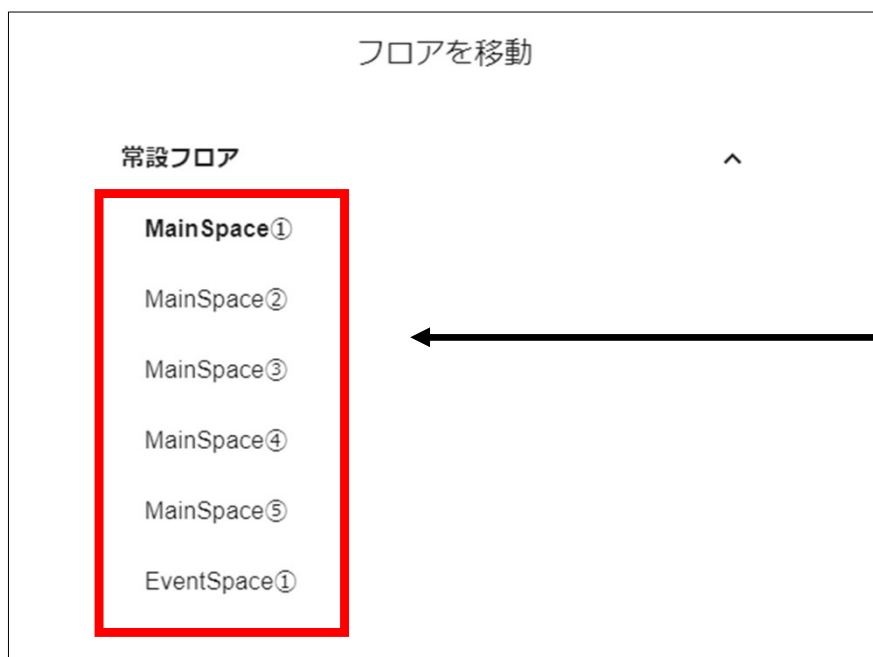 フロアを移動
常設フロア
MainSpace①
MainSpace②
MainSpace③
MainSpace④
MainSpace⑤
EventSpace①